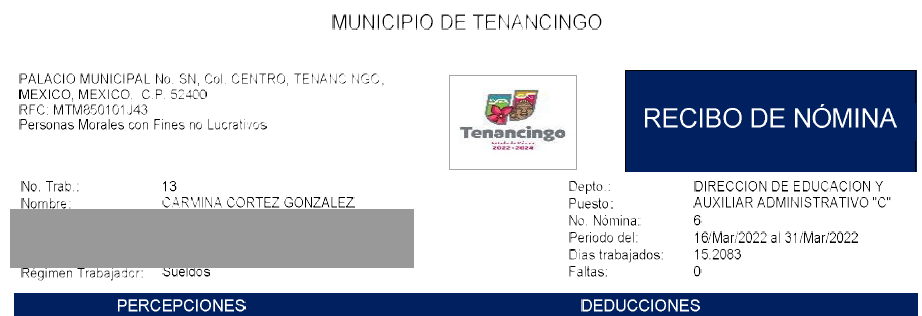 MUNICIPIO DE TENANCINGO
PALACIO MUNICIPAL No. SN, Col. CENTRO, TENANC NGO,
MEXICO, MEXICO, C.P. 52400
RFC: MTM850101J43
Personas Morales con Fines no Lucrativos
Tenancingo
2022 - 2024
RECIBO DE NÓMINA
No. Trab.: 13
Nombre: CARMINA CORTEZ GONZALEZ
Régimen Trabajador: Sueldos
Depto.: DIRECCION DE EDUCACION Y
Puesto: AUXILIAR ADMINISTRATIVO "C"
No. Nómina: 6
Periodo del: 16/Mar/2022 al 31/Mar/2022
Dias trabajados: 15.2083
Faltas: 0
PERCEPCIONES DEDUCCIONES